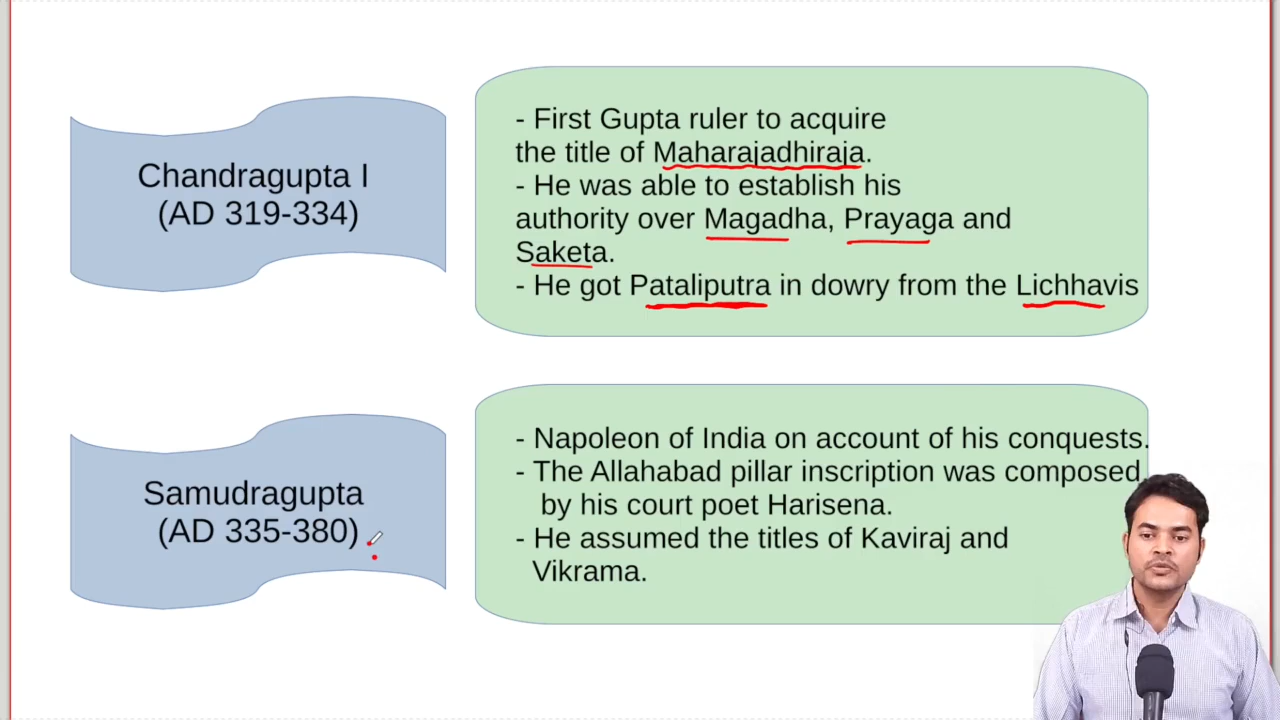 Chandragupta I
(AD 319-334)
- First Gupta ruler to acquire
the title of Maharajadhiraja.
- He was able to establish his
authority over Magadha, Prayaga and
Saketa.
- He got Pataliputra in dowry from the Lichhavis
Samudragupta
(AD 335-380)
- Napoleon of India on account of his conquests.
- The Allahabad pillar inscription was composed
by his court poet Harisena.
- He assumed the titles of Kaviraj and
Vikrama.